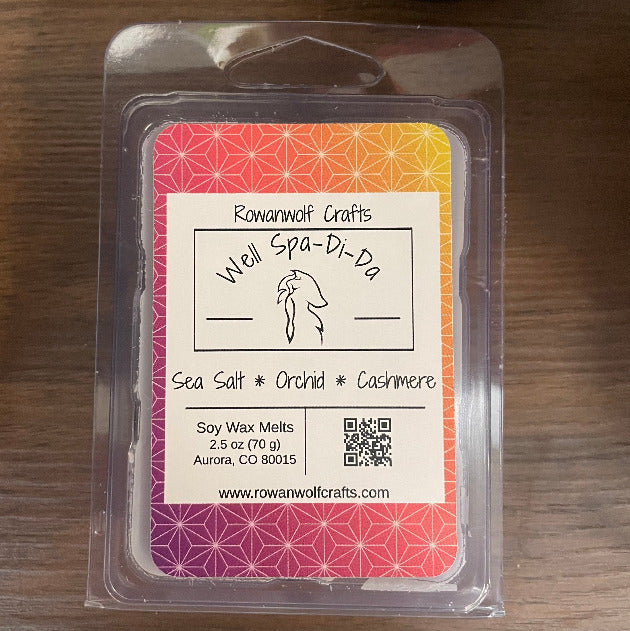 Rowanwolf Crafts
Well Spa-Di-Da
Sea Salt * Orchid * Cashmere
Soy Wax Melts
2.5 oz (70 g)
Aurora, CO 80015
www.rowanwolfcrafts.com